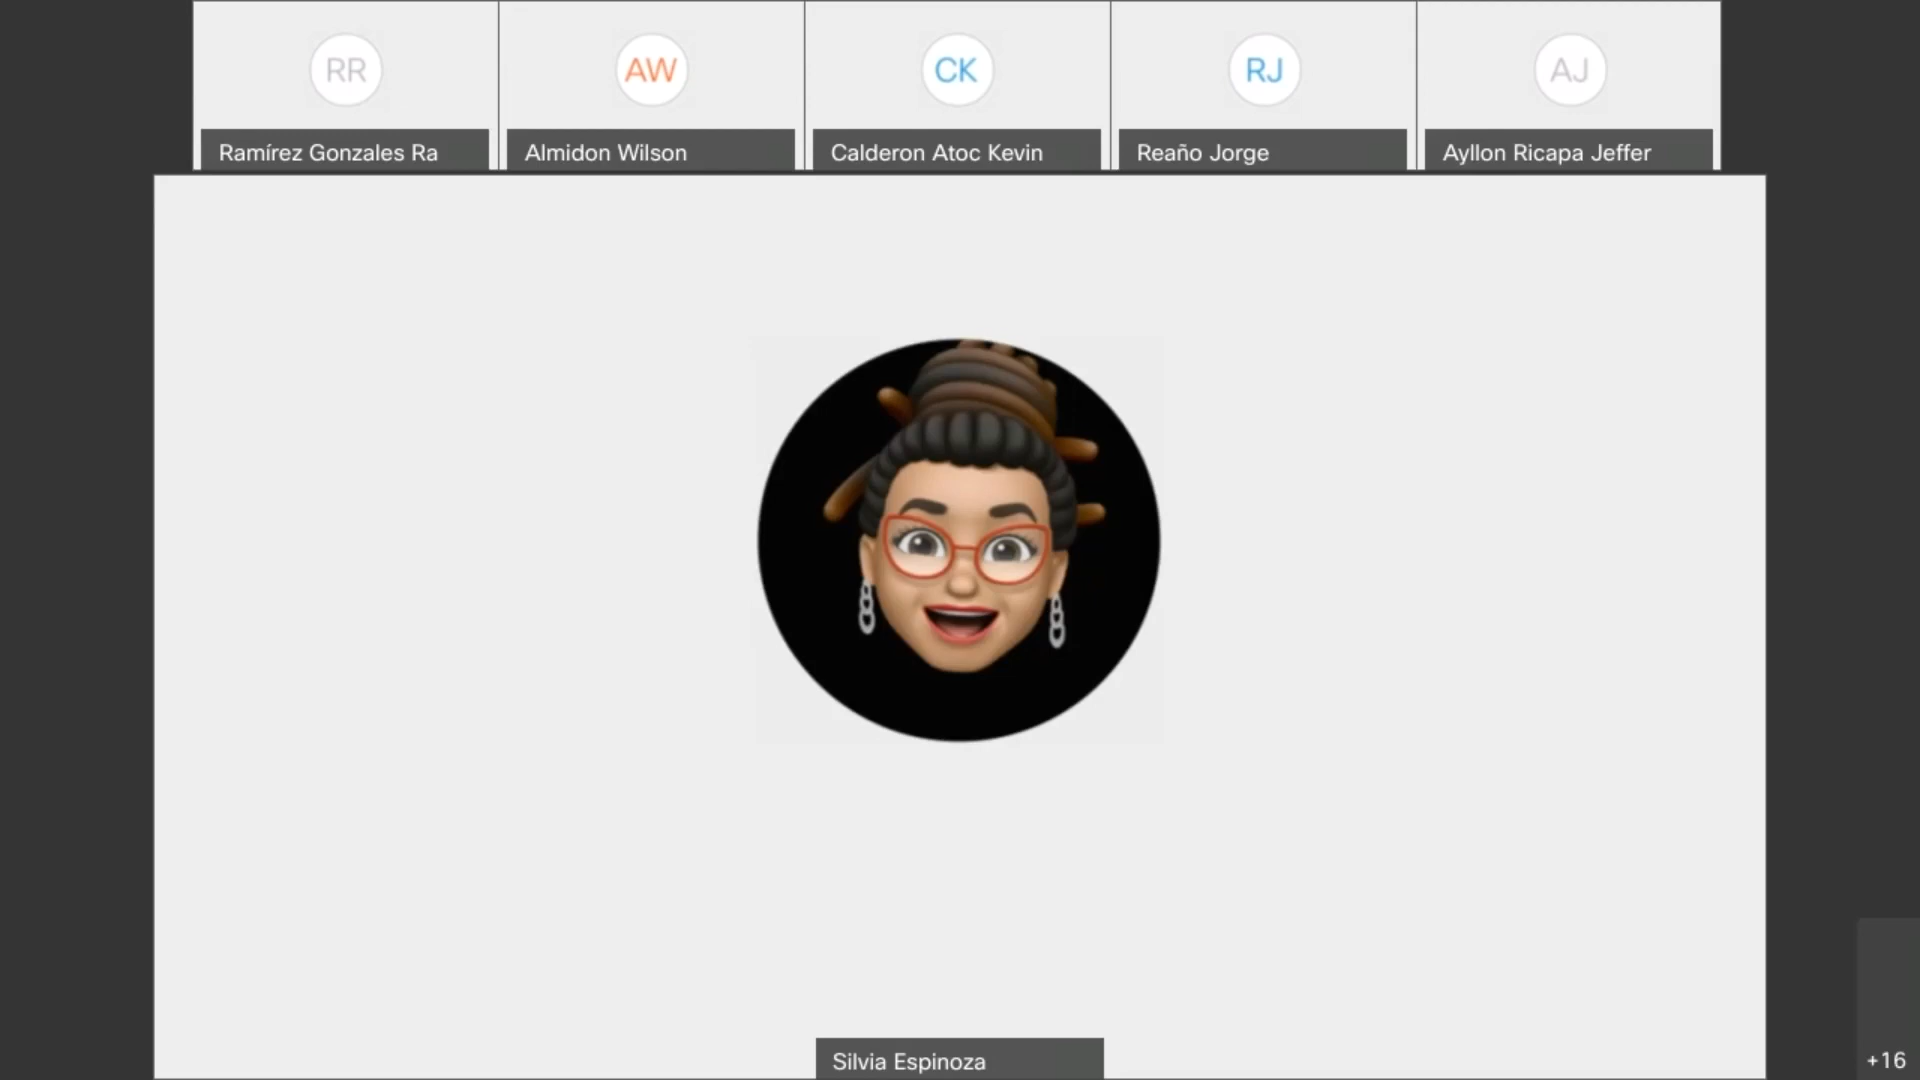 RR
AW
CK
RJ
AJ
Ramírez Gonzales Ra
Almidon Wilson
Calderon Atoc Kevin
Reaño Jorge
Ayllon Ricapa Jeffer
Silvia Espinoza
+16